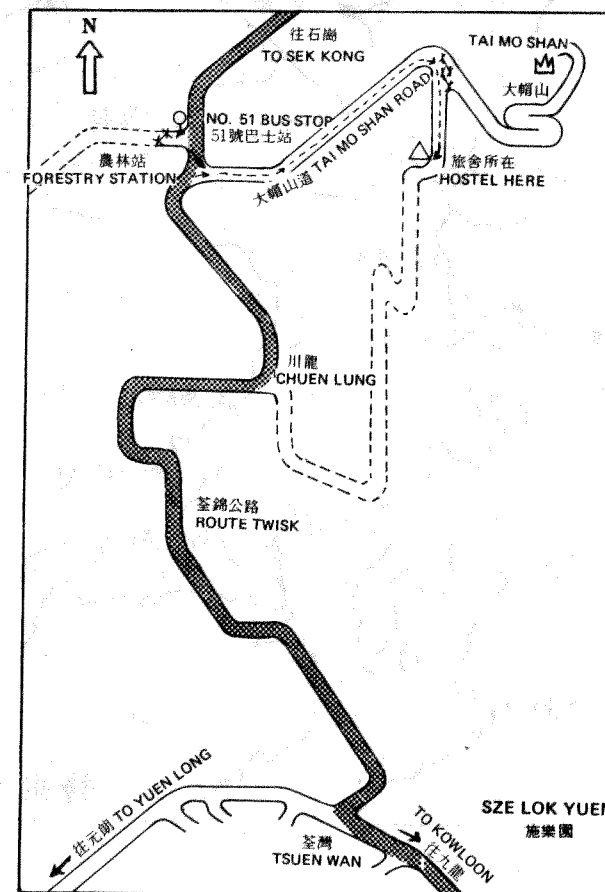 N
往石崗
TO SEK KONG
TAI MO SHAN
大帽山
NO. 51 BUS STOP
51號巴士站
農林站
FORESTRY STATION
大帽山道 TAI MO SHAN ROAD
旅舍所在
HOSTEL HERE
川龍
CHUEN LUNG
荃錦公路
ROUTE TWISK
往元朗 TO YUEN LONG
荃灣
TSUEN WAN
TO KOWLOON
往九龍
SZE LOK YUEN
施樂園